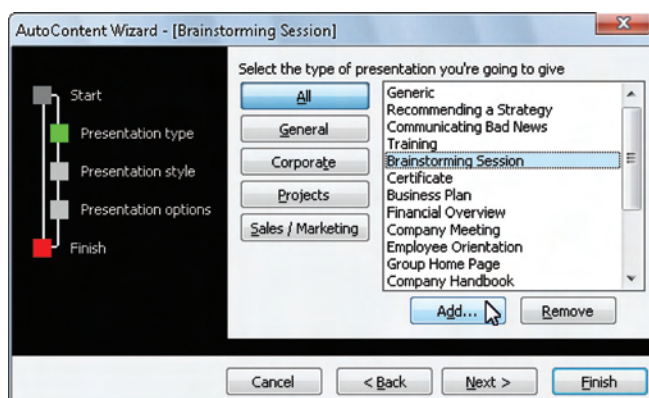 AutoContent Wizard - [Brainstorming Session]
Select the type of presentation you're going to give
Start
Presentation type
Presentation style
Presentation options
Finish
All
General
Corporate
Projects
Sales / Marketing
Generic
Recommending a Strategy
Communicating Bad News
Training
Brainstorming Session
Certificate
Business Plan
Financial Overview
Company Meeting
Employee Orientation
Group Home Page
Company Handbook
Add... Remove
Cancel < Back Next > Finish